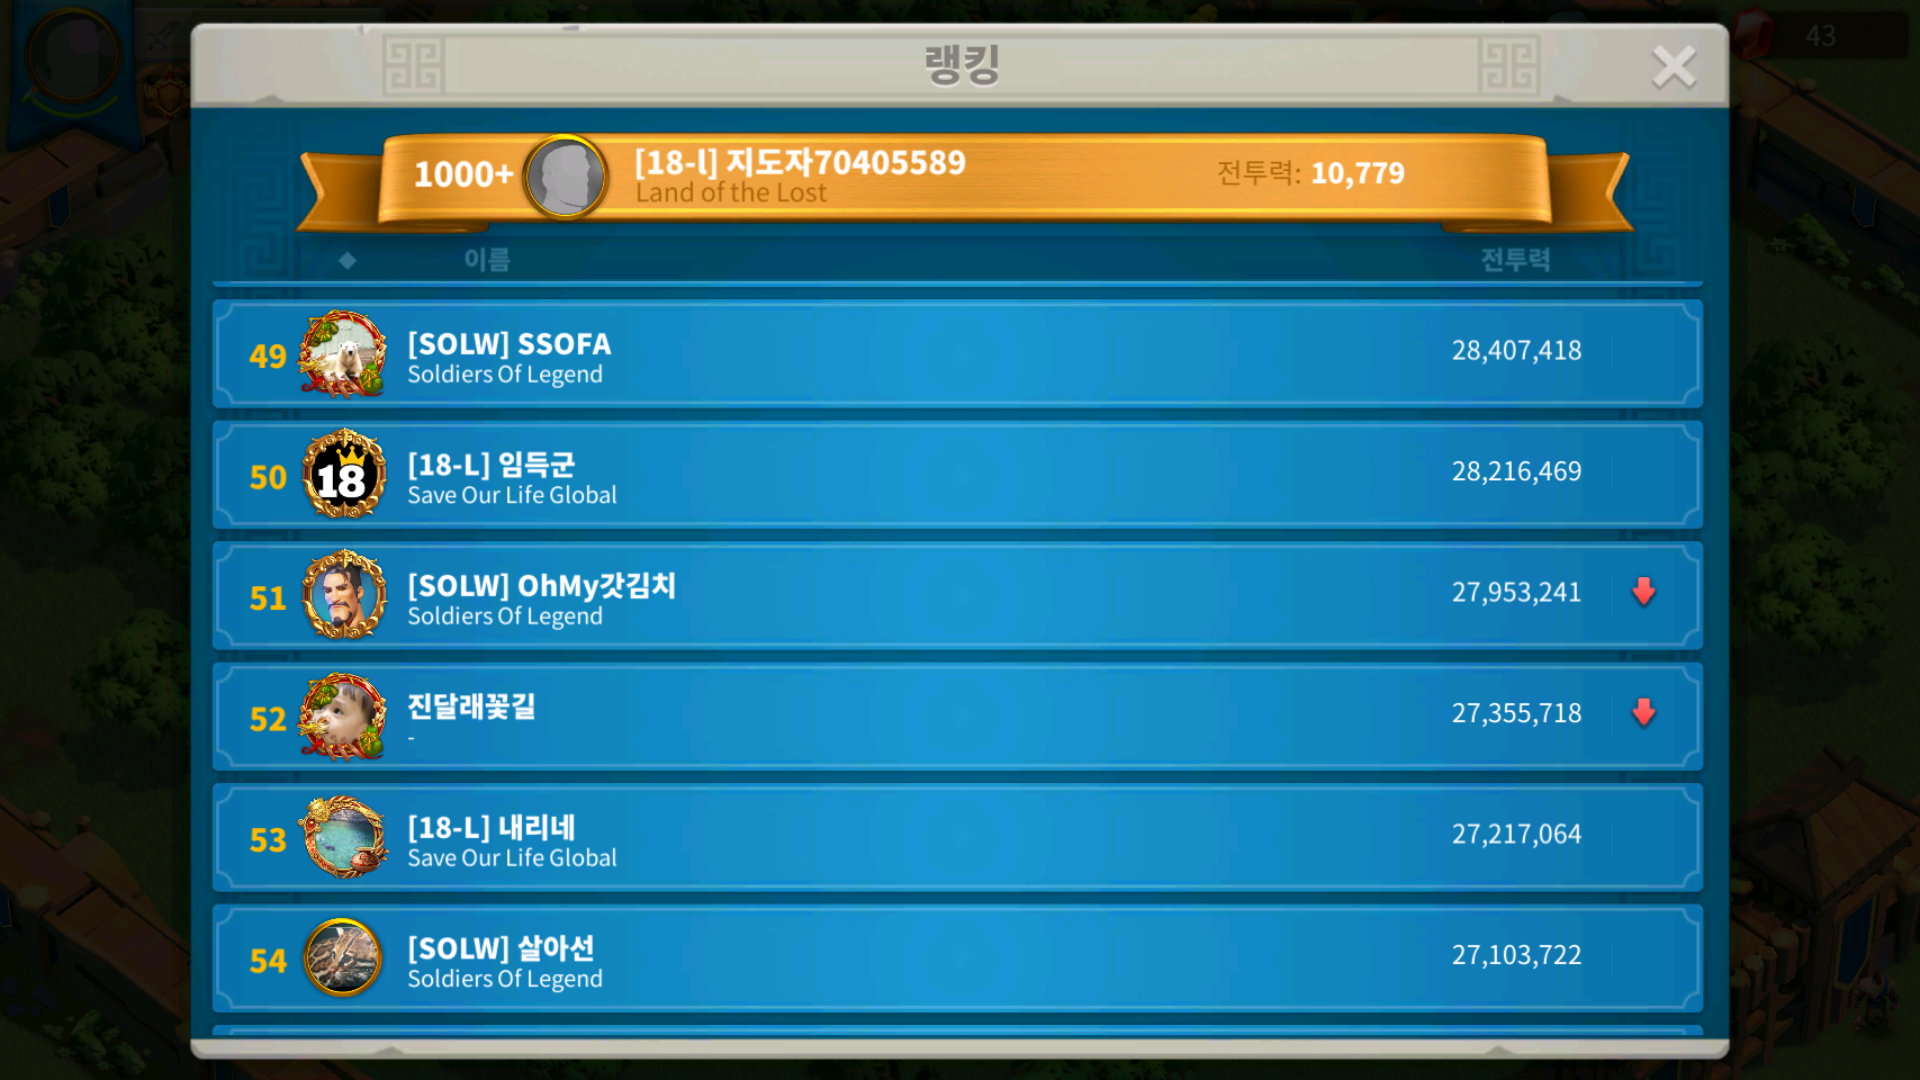 43
랭킹
1000+
[18-l] 지도자70405589
Land of the Lost
전투력: 10,779
이름 전투력
49 [SOLW] SSOFA 28,407,418
Soldiers Of Legend
50 18 [18-L] 임득군 28,216,469
Save Our Life Global
51 [SOLW] OhMy갓김치 27,953,241
Soldiers Of Legend
52 진달래꽃길 27,355,718
-
53 [18-L] 내리네 27,217,064
Save Our Life Global
54 [SOLW] 살아선 27,103,722
Soldiers Of Legend